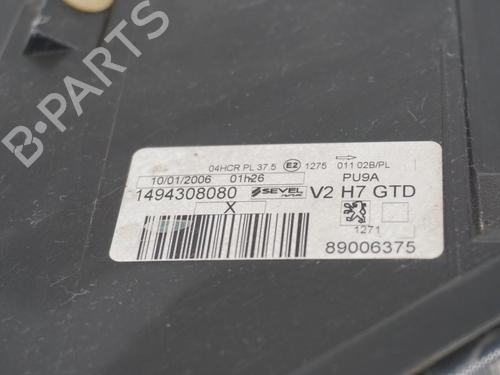 04HCR PL 37.5 E2 1275 011 02B/PL
10/01/2006 01h26 PU9A
1494308080 SEVEL V2 H7 GTD
X
1271
89006375
B-PARTS